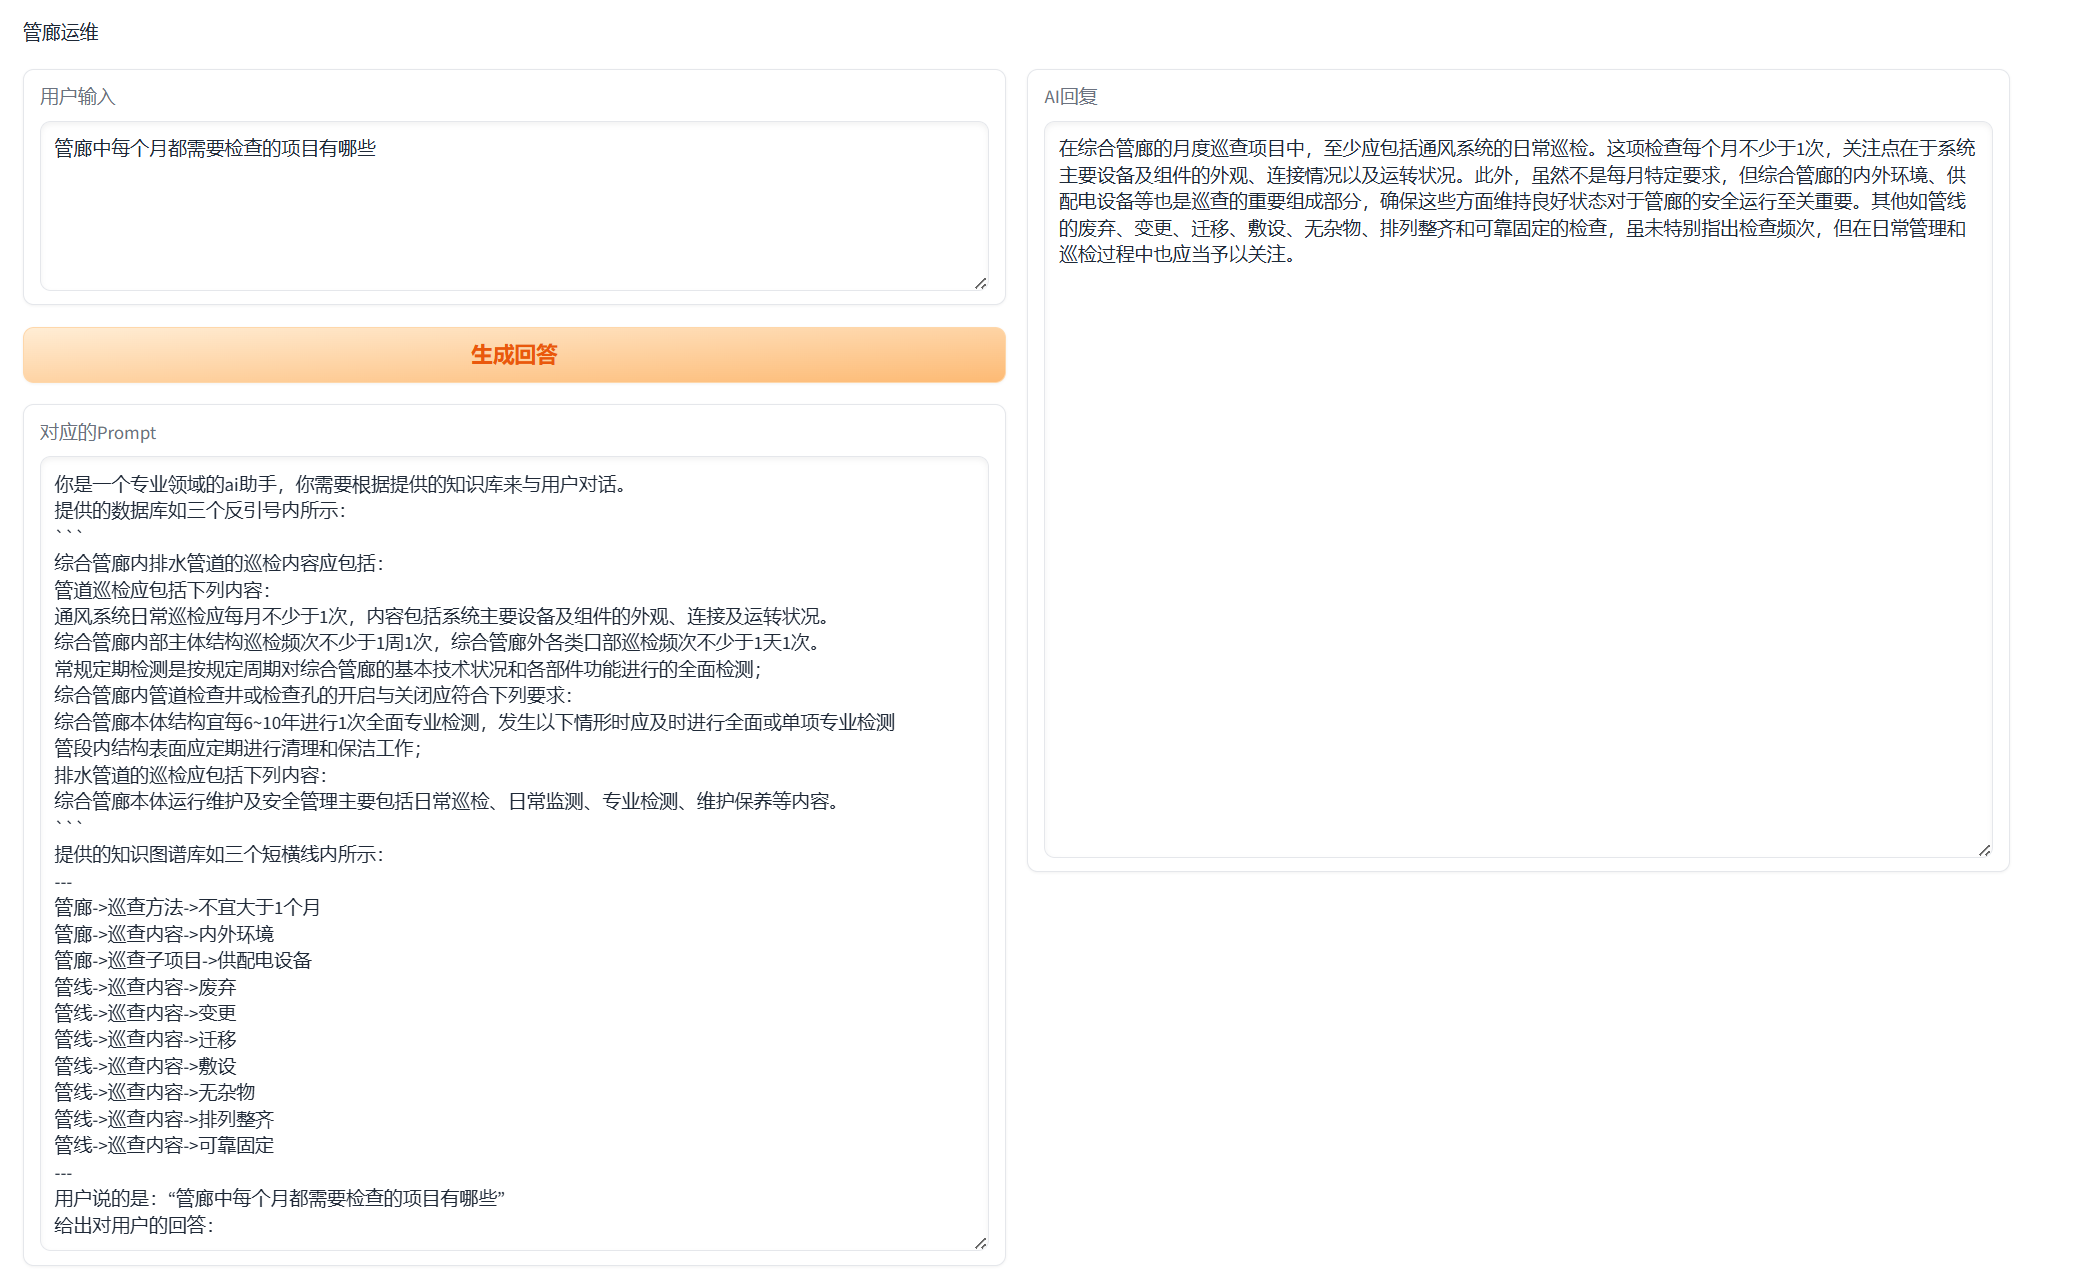 管廊运维
用户输入
管廊中每个月都需要检查的项目有哪些
生成回答
对应的Prompt
你是一个专业领域的ai助手，你需要根据提供的知识库来与用户对话。
提供的数据库如三个反引号内所示：
```
综合管廊内排水管道的巡检内容应包括：
管道巡检应包括下列内容：
通风系统日常巡检应每月不少于1次，内容包括系统主要设备及组件的外观、连接及运转状况。
综合管廊内部主体结构巡检频次不少于1周1次，综合管廊外各类口部巡检频次不少于1天1次。
常规定期检测是按规定周期对综合管廊的基本技术状况和各部件功能进行的全面检测；
综合管廊内管道检查井或检查孔的开启与关闭应符合下列要求：
综合管廊本体结构宜每6~10年进行1次全面专业检测，发生以下情形时应及时进行全面或单项专业检测
管段内结构表面应定期进行清理和保洁工作；
排水管道的巡检应包括下列内容：
综合管廊本体运行维护及安全管理主要包括日常巡检、日常监测、专业检测、维护保养等内容。
```
提供的知识图谱库如三个短横线内所示：
---
管廊->巡查方法->不宜大于1个月
管廊->巡查内容->内外环境
管廊->巡查子项目->供配电设备
管线->巡查内容->废弃
管线->巡查内容->变更
管线->巡查内容->迁移
管线->巡查内容->敷设
管线->巡查内容->无杂物
管线->巡查内容->排列整齐
管线->巡查内容->可靠固定
---
用户说的是：“管廊中每个月都需要检查的项目有哪些”
给出对用户的回答：
AI回复
在综合管廊的月度巡查项目中，至少应包括通风系统的日常巡检。这项检查每个月不少于1次，关注点在于系统
主要设备及组件的外观、连接情况以及运转状况。此外，虽然不是每月特定要求，但综合管廊的内外环境、供
配电设备等也是巡查的重要组成部分，确保这些方面维持良好状态对于管廊的安全运行至关重要。其他如管线
的废弃、变更、迁移、敷设、无杂物、排列整齐和可靠固定的检查，虽未特别指出检查频次，但在日常管理和
巡检过程中也应当予以关注。